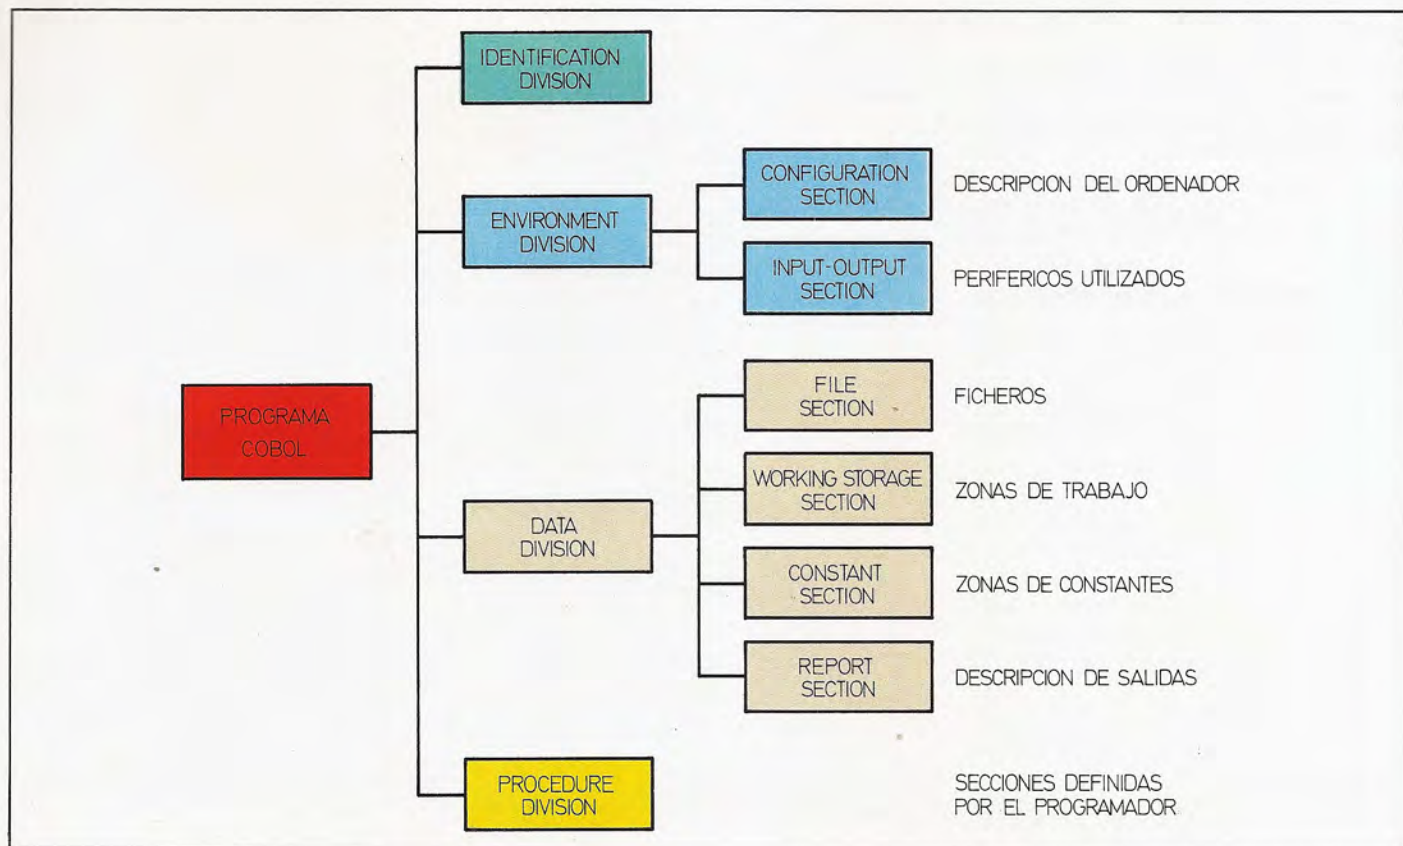 IDENTIFICATION
DIVISION
ENVIRONMENT
DIVISION
CONFIGURATION
SECTION
DESCRIPCION DEL ORDENADOR
INPUT-OUTPUT
SECTION
PERIFERICOS UTILIZADOS
PROGRAMA
COBOL
DATA
DIVISION
FILE
SECTION
FICHEROS
WORKING STORAGE
SECTION
ZONAS DE TRABAJO
CONSTANT
SECTION
ZONAS DE CONSTANTES
REPORT
SECTION
DESCRIPCION DE SALIDAS
PROCEDURE
DIVISION
SECCIONES DEFINIDAS
POR EL PROGRAMADOR